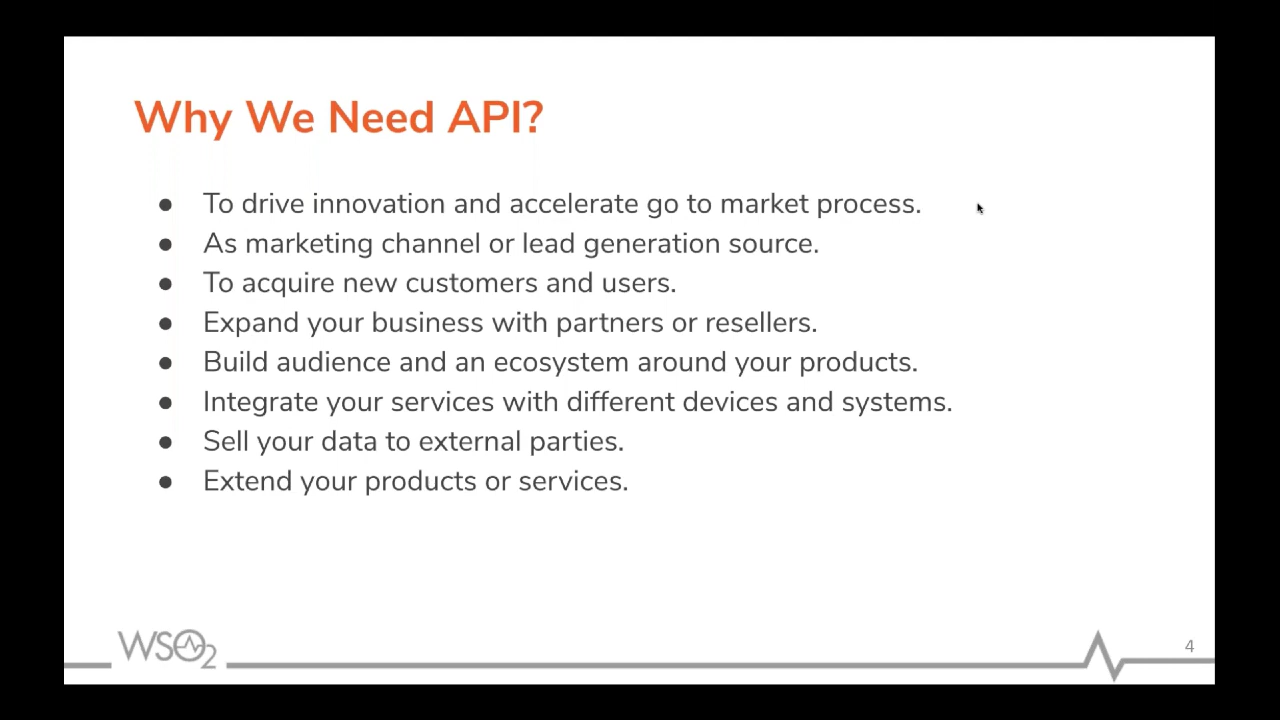 Why We Need API?
● To drive innovation and accelerate go to market process.
● As marketing channel or lead generation source.
● To acquire new customers and users.
● Expand your business with partners or resellers.
● Build audience and an ecosystem around your products.
● Integrate your services with different devices and systems.
● Sell your data to external parties.
● Extend your products or services.
WSO2
4